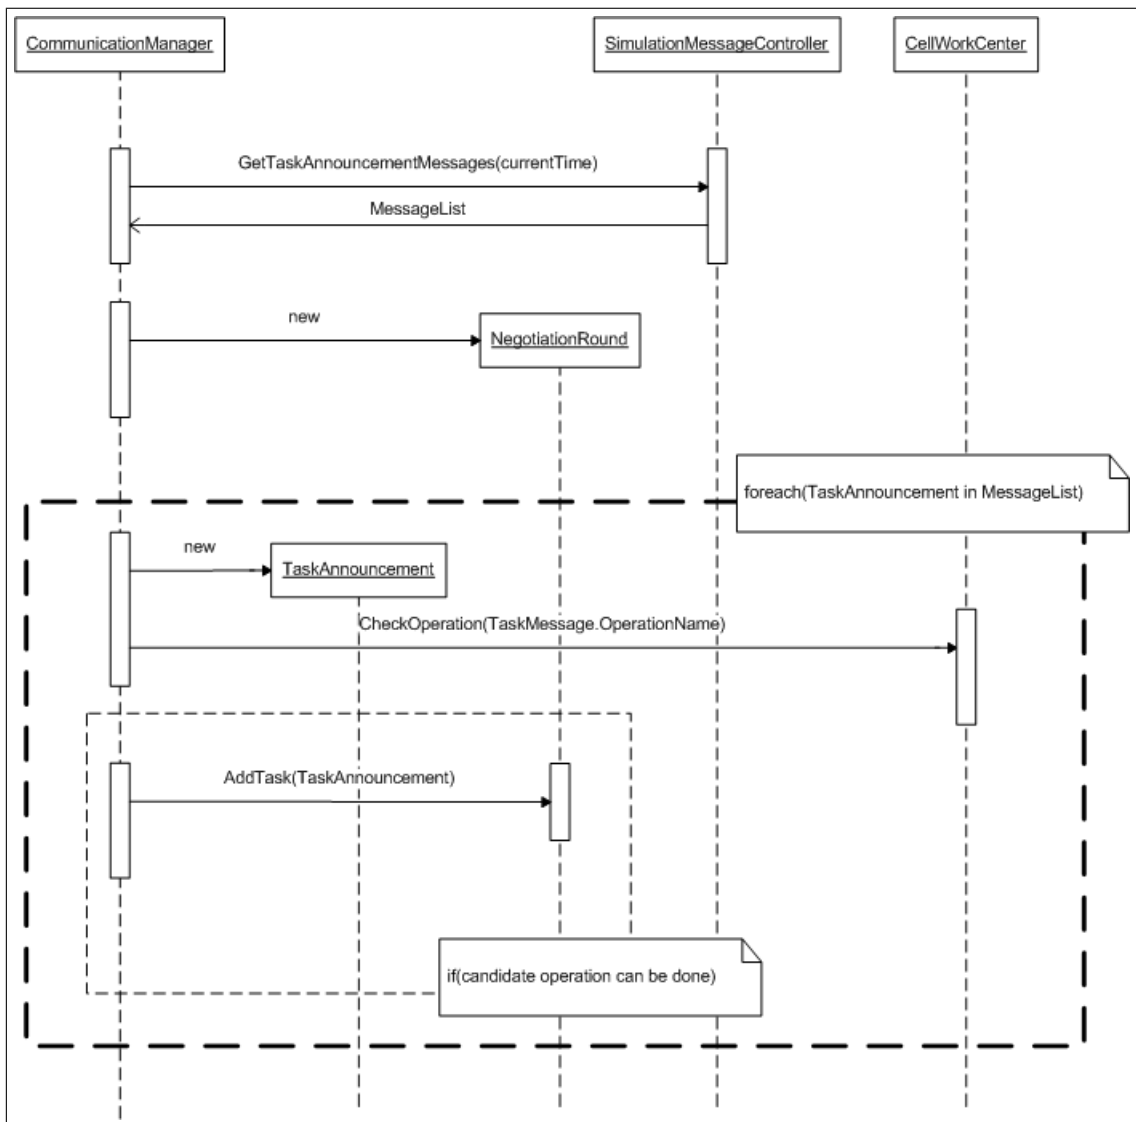 CommunicationManager
SimulationMessageController
CellWorkCenter
GetTaskAnnouncementMessages(currentTime)
MessageList
new
NegotiationRound
foreach(TaskAnnouncement in MessageList)
new
TaskAnnouncement
CheckOperation(TaskMessage.OperationName)
AddTask(TaskAnnouncement)
if(candidate operation can be done)